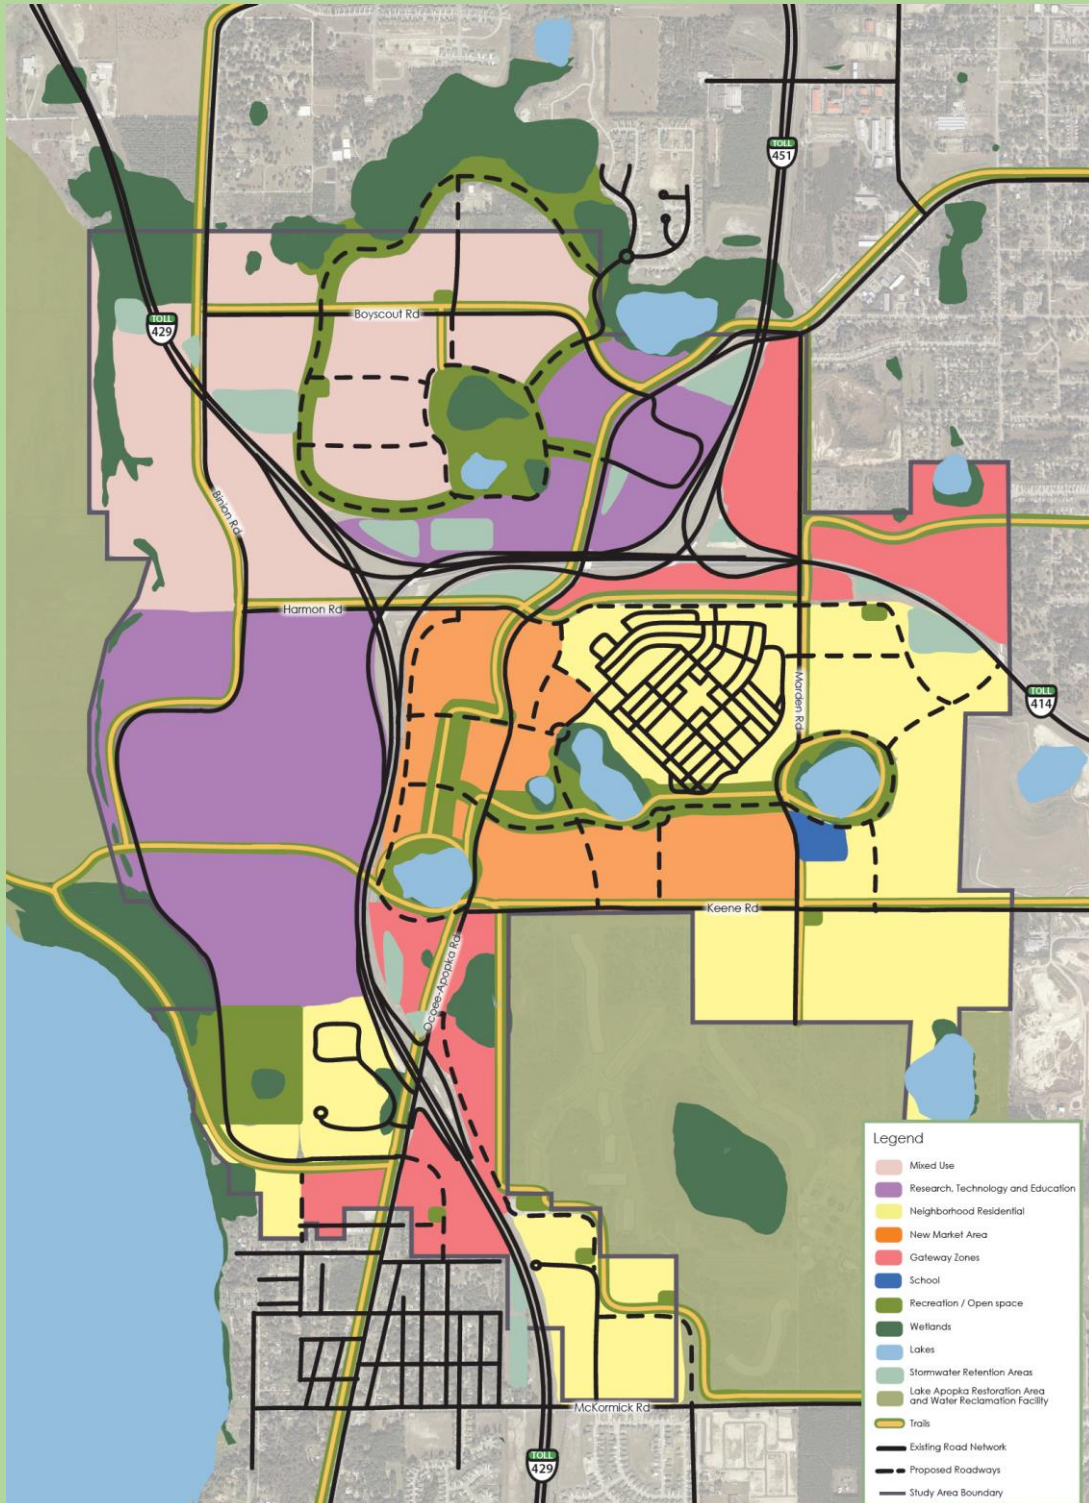 TOLL
451
TOLL
429
Boyscout Rd
Binion Rd
Harmon Rd
Marden Rd
TOLL
414
Keene Rd
Ocoee-Apopka Rd
McKormick Rd
TOLL
429
Legend
Mixed Use
Research, Technology and Education
Neighborhood Residential
New Market Area
Gateway Zones
School
Recreation / Open space
Wetlands
Lakes
Stormwater Retention Areas
Lake Apopka Restoration Area
and Water Reclamation Facility
Trails
Existing Road Network
Proposed Roadways
Study Area Boundary